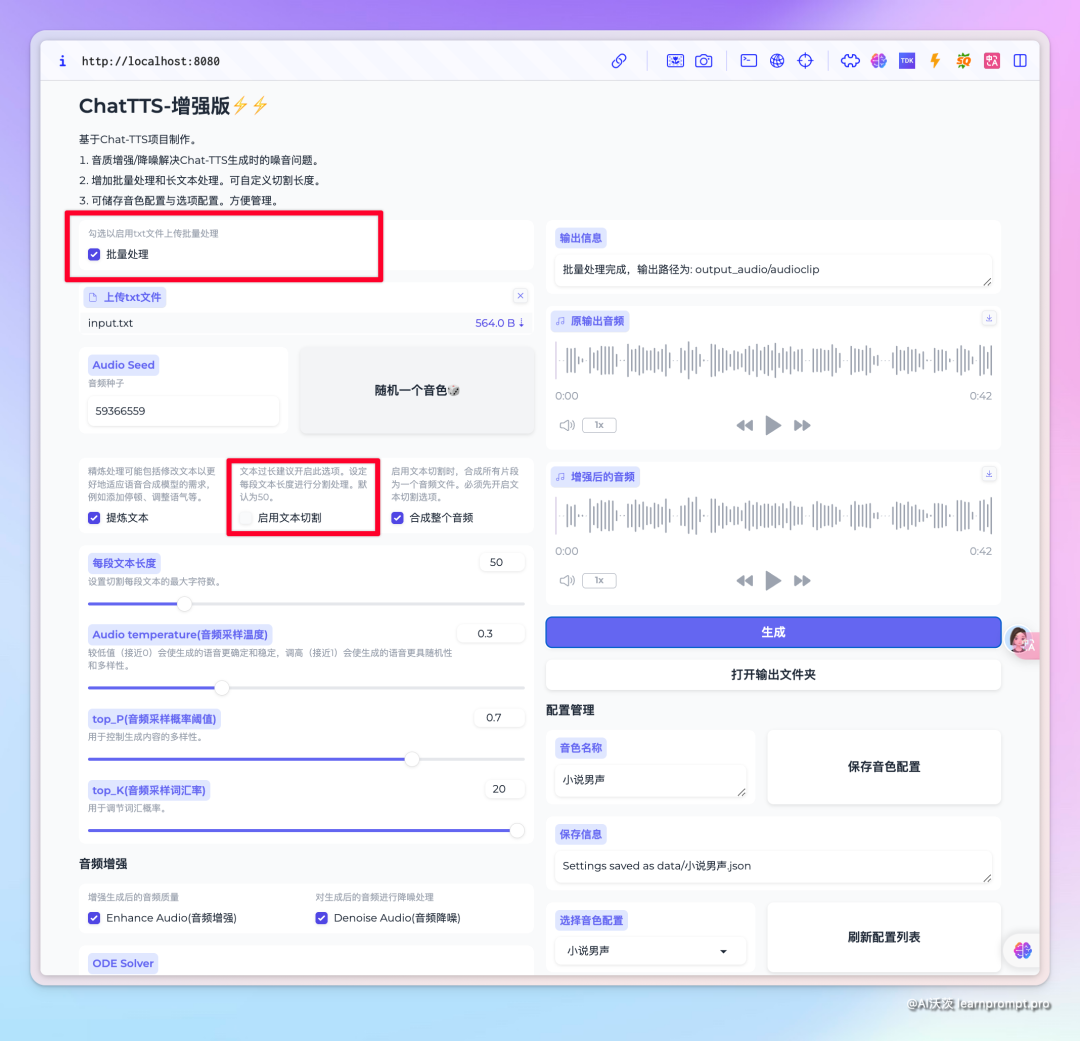 http://localhost:8080
TDK
ChatTTS-增强版⚡⚡
基于Chat-TTS项目制作。
1. 音质增强/降噪解决Chat-TTS生成时的噪音问题。
2. 增加批量处理和长文本处理。可自定义切割长度。
3. 可储存音色配置与选项配置。方便管理。
勾选以启用txt文件上传批量处理
批量处理
上传txt文件
input.txt
564.0 B ↓
Audio Seed
音频种子
59366559
随机一个音色🎲
精炼处理可能包括修改文本以更
好地适应语音合成模型的需求,
例如添加停顿、调整语气等。
提炼文本
文本过长建议开启此选项。设定
每段文本长度进行分割处理。默
认为50。
启用文本切割
启用文本切割时,合成所有片段
为一个音频文件。必须先开启文
本切割选项。
合成整个音频
每段文本长度
50
设置切割每段文本的最大字符数。
Audio temperature(音频采样温度)
0.3
较低值(接近0)会使生成的语音更确定和稳定,调高(接近1)会使生成的语音更具随机性
和多样性。
top_P(音频采样概率阈值)
0.7
用于控制生成内容的多样性。
top_K(音频采样词汇率)
20
用于调节词汇概率。
音频增强
增强生成后的音频质量
Enhance Audio(音频增强)
对生成后的音频进行降噪处理
Denoise Audio(音频降噪)
ODE Solver
输出信息
批量处理完成,输出路径为: output_audio/audioclip
原输出音频
0:00
0:42
1x
增强后的音频
0:00
0:42
1x
生成
打开输出文件夹
配置管理
音色名称
小说男声
保存音色配置
保存信息
Settings saved as data/小说男声.json
选择音色配置
小说男声
刷新配置列表
@AI沃茨 learnprompt.pro